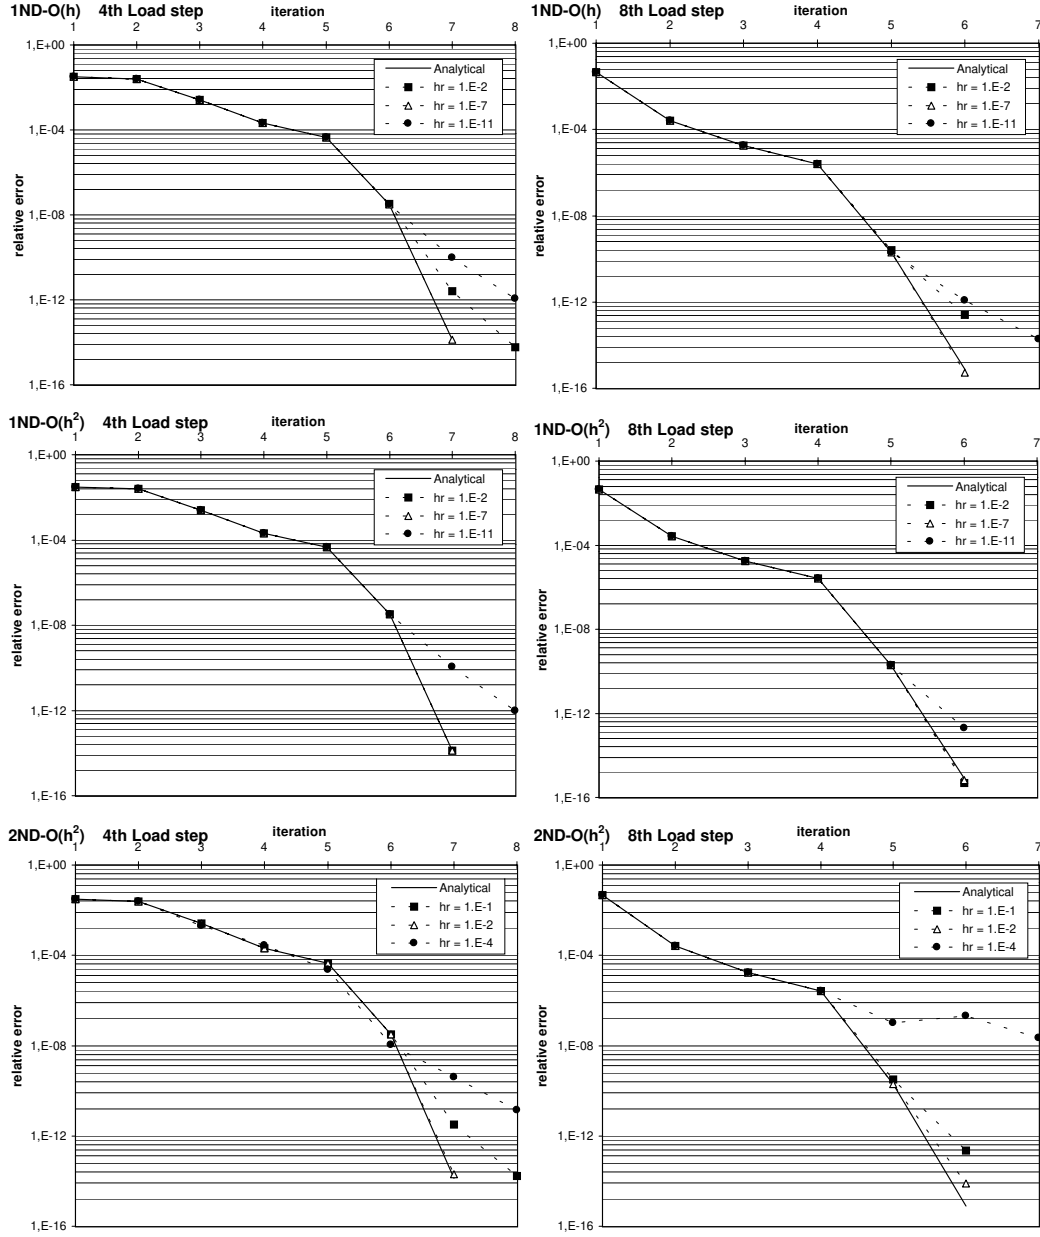 1ND-O(h) 4th Load step iteration
1 2 3 4 5 6 7 8
1,E+00
1,E-04
1,E-08
1,E-12
1,E-16
relative error
Analytical
hr = 1.E-2
hr = 1.E-7
hr = 1.E-11
1ND-O(h) 8th Load step iteration
1 2 3 4 5 6 7
1,E+00
1,E-04
1,E-08
1,E-12
1,E-16
relative error
Analytical
hr = 1.E-2
hr = 1.E-7
hr = 1.E-11
1ND-O(h²) 4th Load step iteration
1 2 3 4 5 6 7 8
1,E+00
1,E-04
1,E-08
1,E-12
1,E-16
relative error
Analytical
hr = 1.E-2
hr = 1.E-7
hr = 1.E-11
1ND-O(h²) 8th Load step iteration
1 2 3 4 5 6 7
1,E+00
1,E-04
1,E-08
1,E-12
1,E-16
relative error
Analytical
hr = 1.E-2
hr = 1.E-7
hr = 1.E-11
2ND-O(h²) 4th Load step iteration
1 2 3 4 5 6 7 8
1,E+00
1,E-04
1,E-08
1,E-12
1,E-16
relative error
Analytical
hr = 1.E-1
hr = 1.E-2
hr = 1.E-4
2ND-O(h²) 8th Load step iteration
1 2 3 4 5 6 7
1,E+00
1,E-04
1,E-08
1,E-12
1,E-16
relative error
Analytical
hr = 1.E-1
hr = 1.E-2
hr = 1.E-4